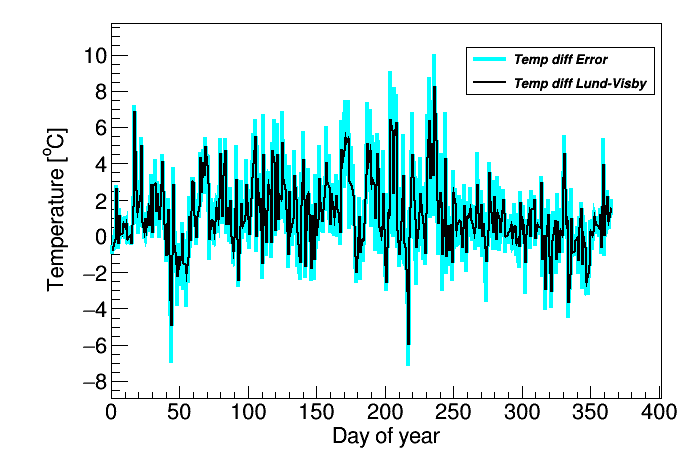 Temp diff Error
Temp diff Lund-Visby
Temperature [°C]
10
8
6
4
2
0
−2
−4
−6
−8
0 50 100 150 200 250 300 350 400
Day of year